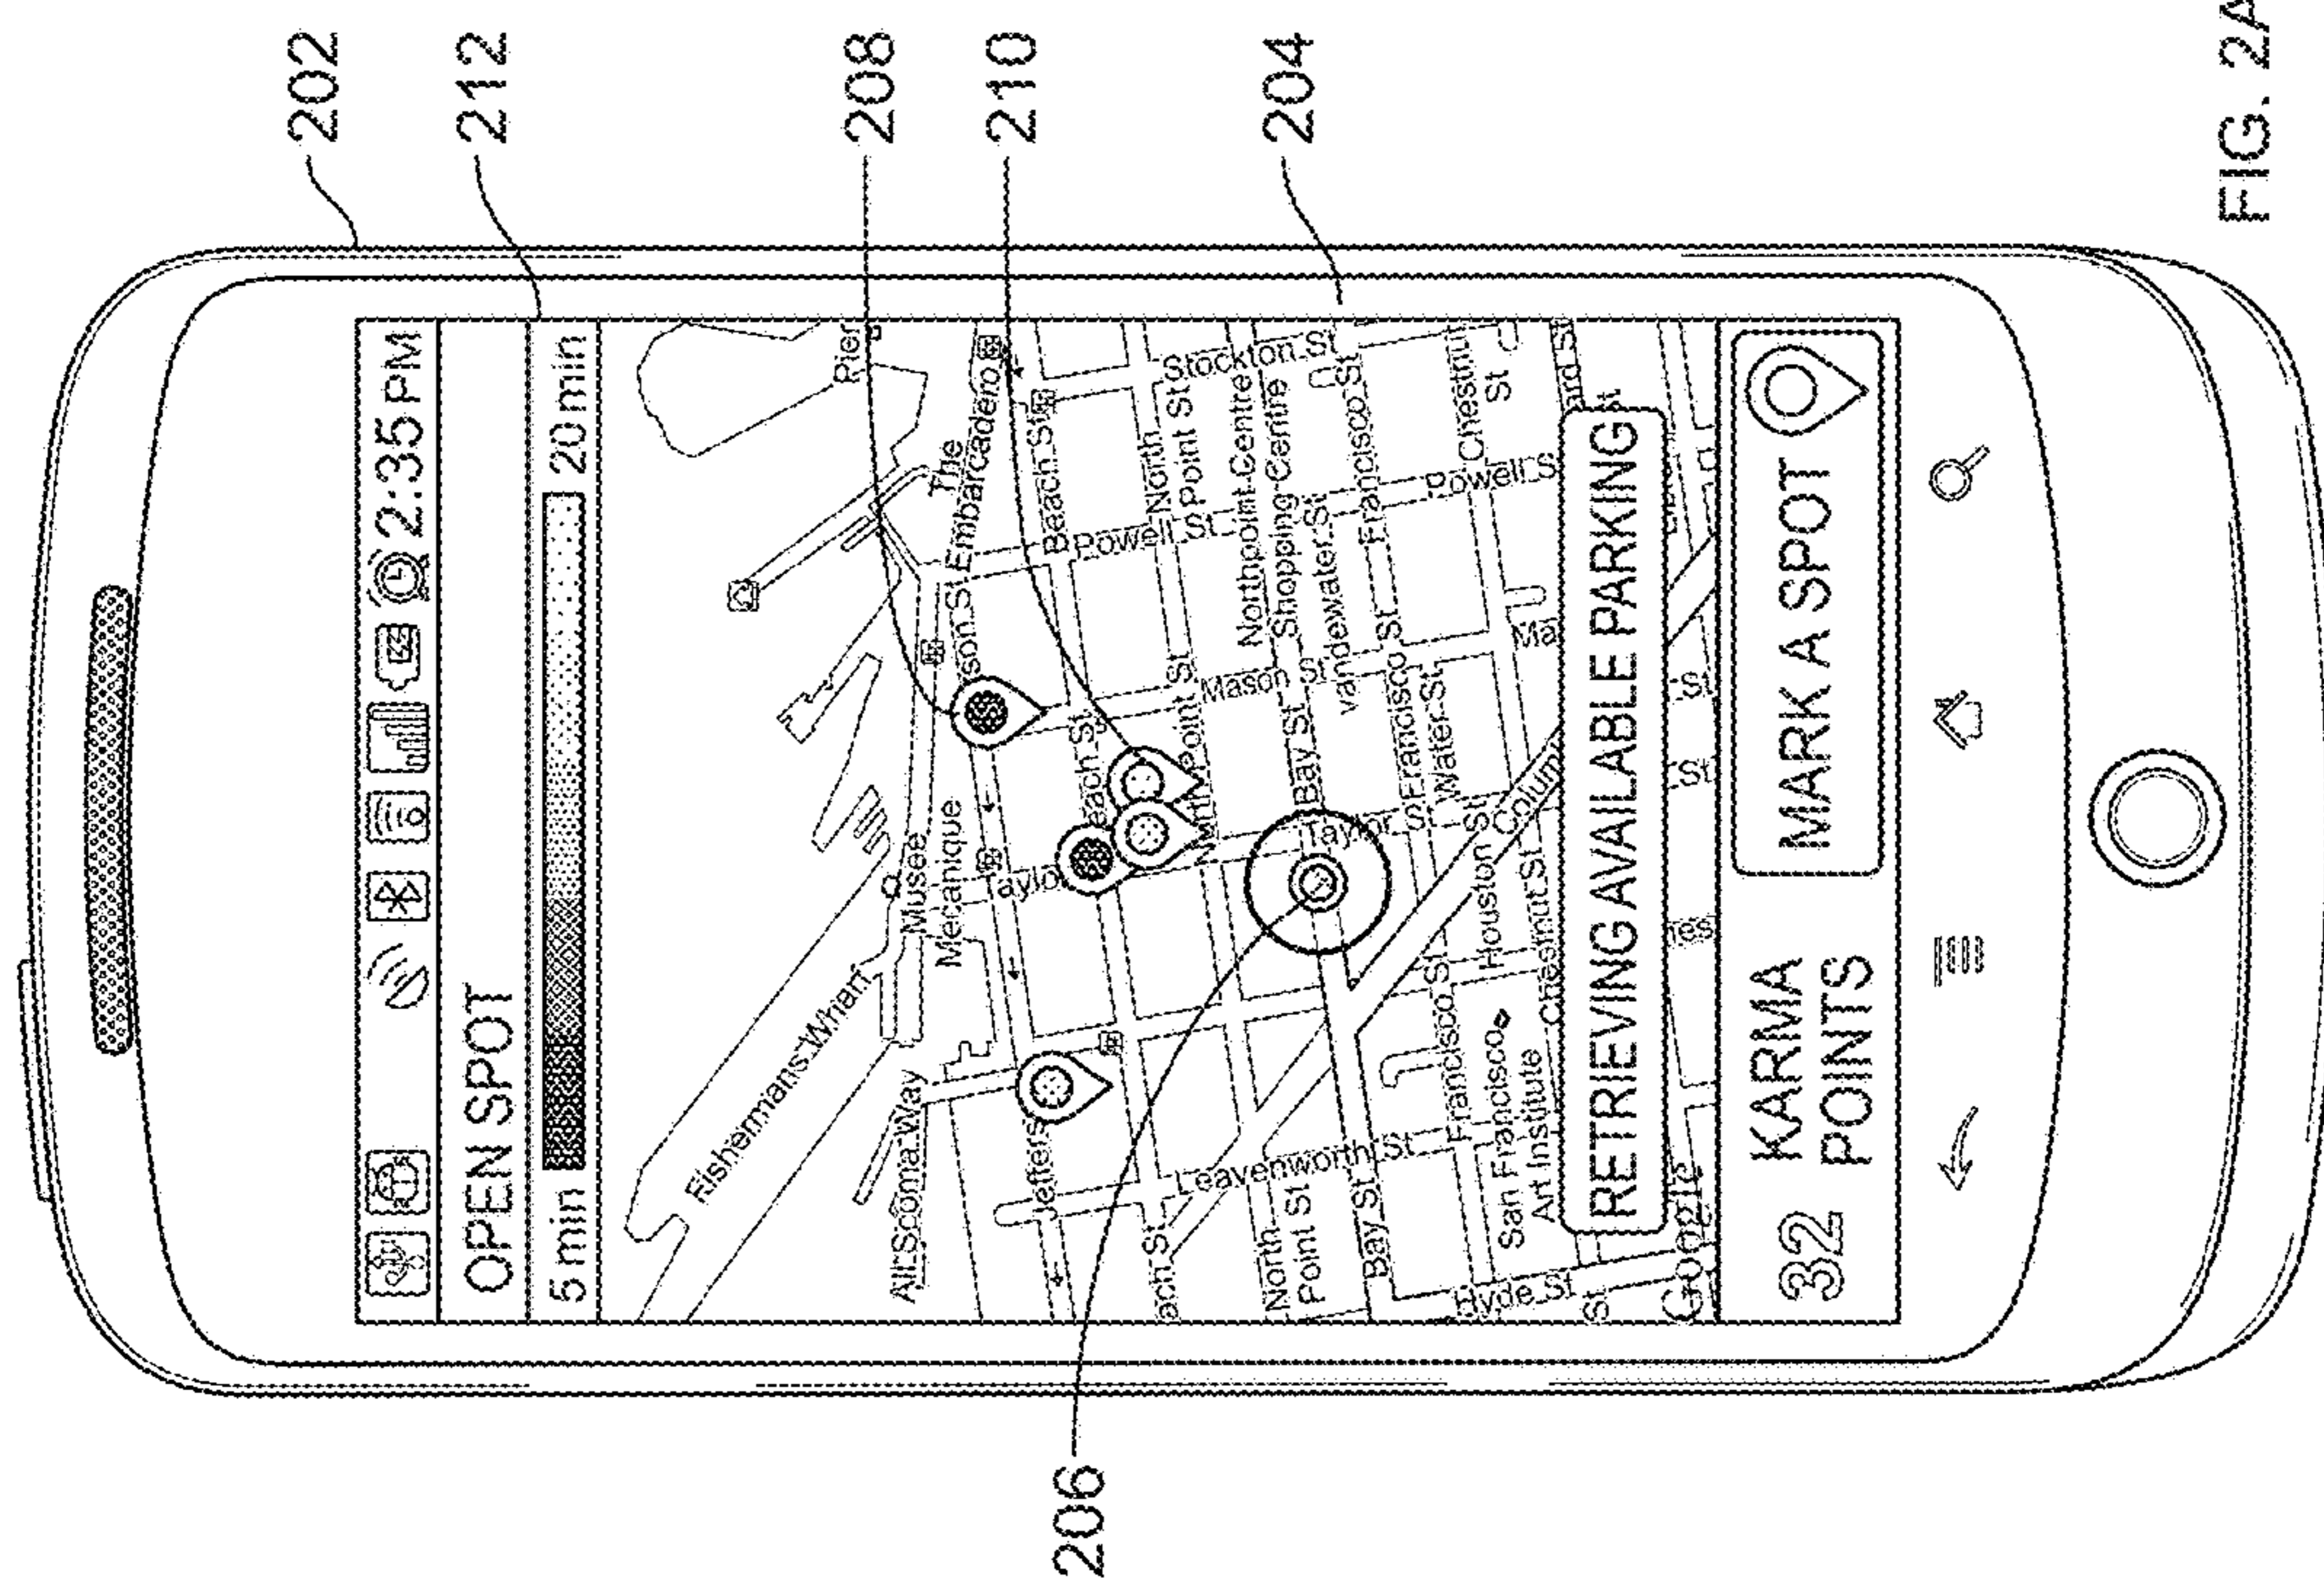 202
212
208
210
204
206
2:35 PM
OPEN SPOT
5 min
20 min
Pier
Fishermans Wharf
The
Embarcadero
Musee
Mecanique
Beach St
Stockton St
North
Point St
Powell St
Northpoint Centre
Shopping Centre
Vandewater St
Francisco St
Chestnut
St
Powell S
Mason St
Bay St
Taylor St
Francisco St
Water St
Colum
Houston St
Chestnut St
Leavenworth St
Francisco St
San Francisco
Art Institute
Jeffers
ach St
North
Point St
Bay St
Hyde St
St
Google
RETRIEVING AVAILABLE PARKING
32
KARMA
POINTS
MARK A SPOT
FIG. 2A